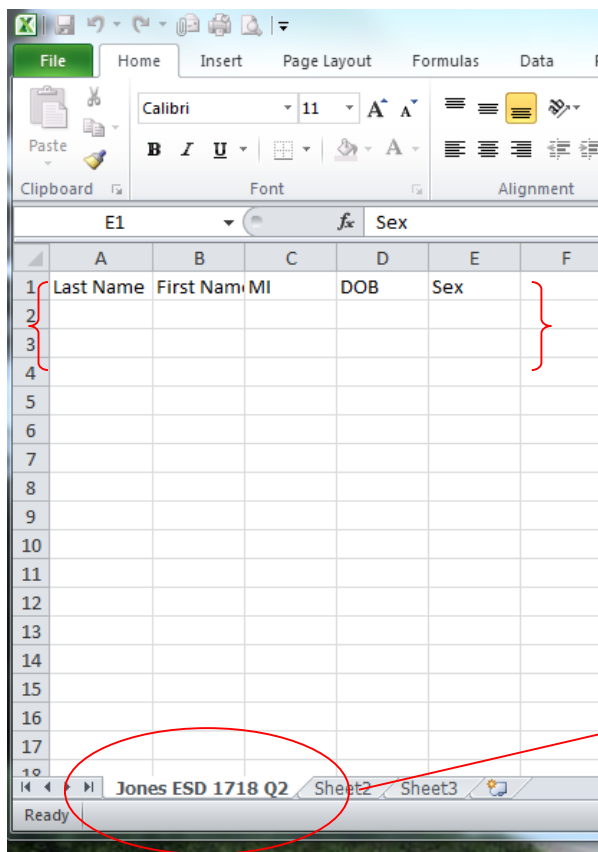 File Home Insert Page Layout Formulas Data
Calibri 11 A A
Paste B I U A
Clipboard Font Alignment
E1 fx Sex
A B C D E F
1 Last Name First Nam MI DOB Sex
2
3
4
5
6
7
8
9
10
11
12
13
14
15
16
17
18
Jones ESD 1718 Q2 Sheet2 Sheet3
Ready